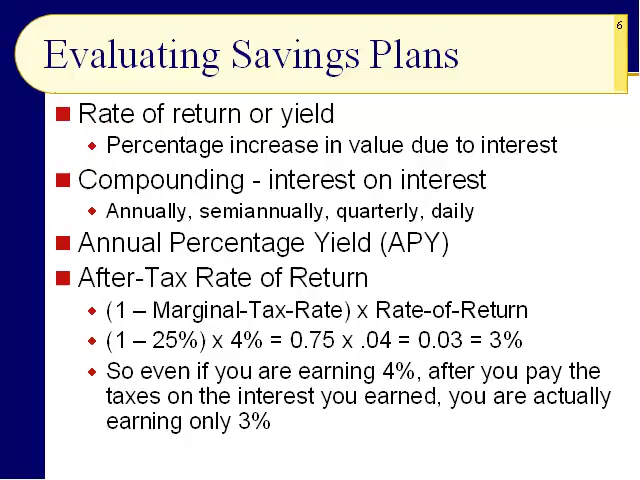 6
Evaluating Savings Plans
Rate of return or yield
Percentage increase in value due to interest
Compounding - interest on interest
Annually, semiannually, quarterly, daily
Annual Percentage Yield (APY)
After-Tax Rate of Return
(1 – Marginal-Tax-Rate) x Rate-of-Return
(1 – 25%) x 4% = 0.75 x .04 = 0.03 = 3%
So even if you are earning 4%, after you pay the
taxes on the interest you earned, you are actually
earning only 3%